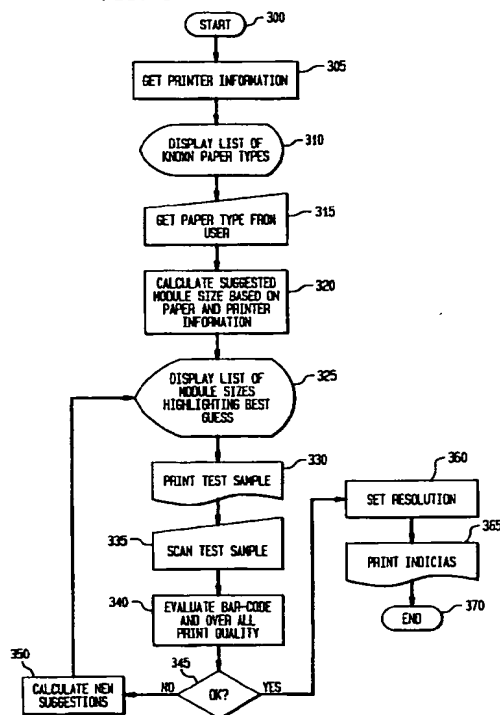 START
300
GET PRINTER INFORMATION
305
DISPLAY LIST OF
KNOWN PAPER TYPES
310
GET PAPER TYPE FROM
USER
315
CALCULATE SUGGESTED
MODULE SIZE BASED ON
PAPER AND PRINTER
INFORMATION
320
DISPLAY LIST OF
MODULE SIZES
HIGHLIGHTING BEST
GUESS
325
PRINT TEST SAMPLE
330
335
SCAN TEST SAMPLE
340
EVALUATE BAR-CODE
AND OVER ALL
PRINT QUALITY
345
OK?
NO
YES
350
CALCULATE NEW
SUGGESTIONS
360
SET RESOLUTION
365
PRINT INDICIAS
END
370